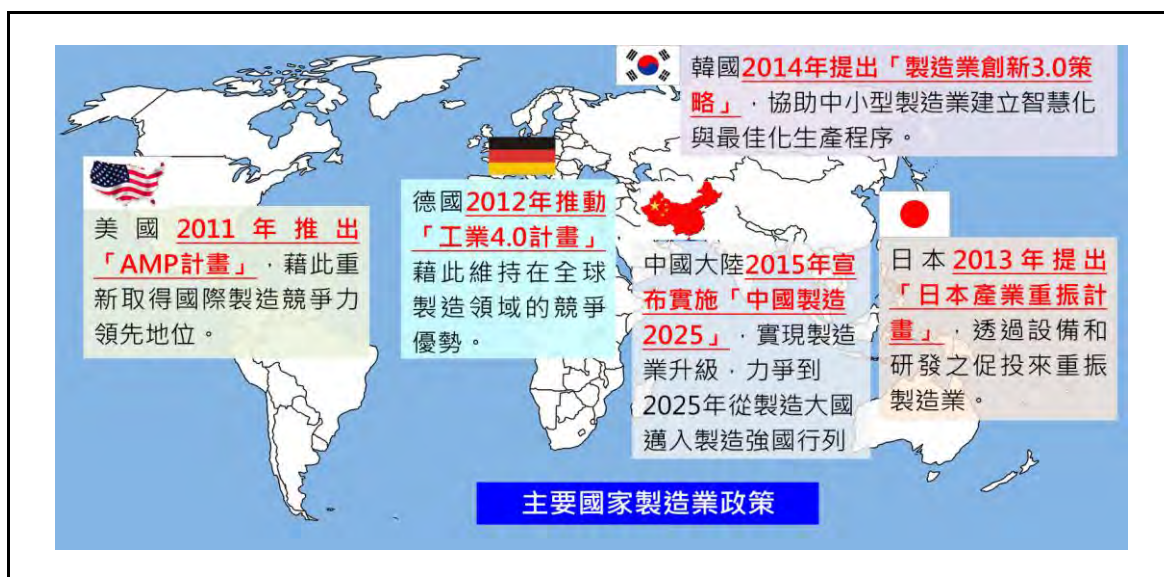 韓國2014年提出「製造業創新3.0策
略」，協助中小型製造業建立智慧化
與最佳化生產程序。
美國2011年推出
「AMP計畫」，藉此重
新取得國際製造競爭力
領先地位。
德國2012年推動
「工業4.0計畫」
藉此維持在全球
製造領域的競爭
優勢。
中國大陸2015年宣
布實施「中國製造
2025」，實現製造
業升級，力爭到
2025年從製造大國
邁入製造強國行列
日本2013年提出
「日本產業重振計
畫」，透過設備和
研發之促投來重振
製造業。
主要國家製造業政策